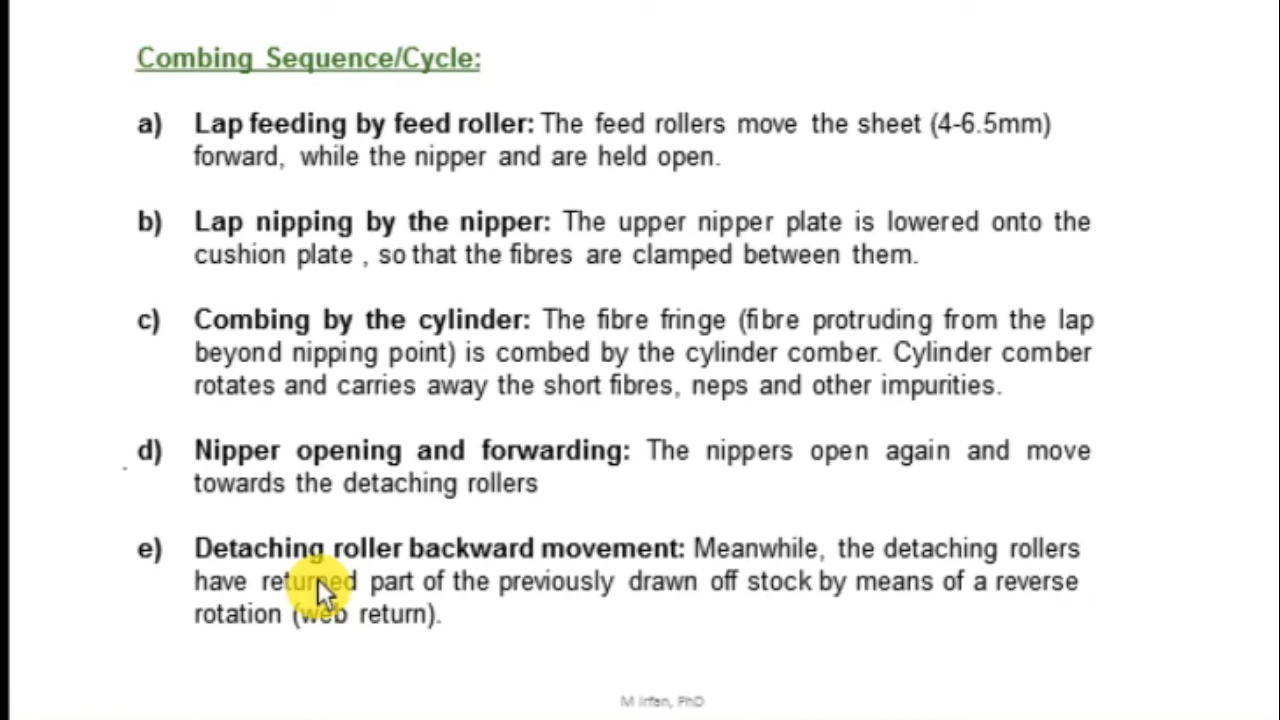 Combing Sequence/Cycle:
a) Lap feeding by feed roller: The feed rollers move the sheet (4-6.5mm)
forward, while the nipper and are held open.
b) Lap nipping by the nipper: The upper nipper plate is lowered onto the
cushion plate , so that the fibres are clamped between them.
c) Combing by the cylinder: The fibre fringe (fibre protruding from the lap
beyond nipping point) is combed by the cylinder comber. Cylinder comber
rotates and carries away the short fibres, neps and other impurities.
d) Nipper opening and forwarding: The nippers open again and move
towards the detaching rollers
e) Detaching roller backward movement: Meanwhile, the detaching rollers
have returned part of the previously drawn off stock by means of a reverse
rotation (web return).
M Irfan, PhD